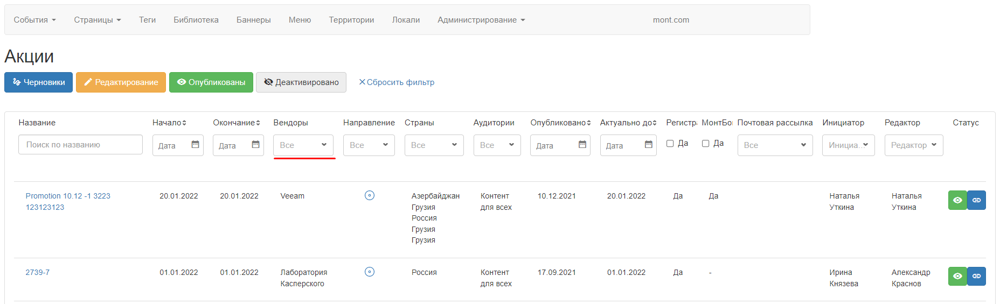 События Страницы Теги Библиотека Баннеры Меню Территории Локали Администрирование mont.com
Акции
Черновики Редактирование Опубликованы Деактивировано Сбросить фильтр
Название Начало Окончание Вендоры Направление Страны Аудитории Опубликовано Актуально до Регистра МонтБо Почтовая рассылка Инициатор Редактор Статус
Поиск по названию Дата Дата Все Все Все Все Дата Дата Да Да Все Инициа... Редактор
Promotion 10.12 -1 3223 20.01.2022 20.01.2022 Veeam Азербайджан Контент 10.12.2021 20.01.2022 Да Да Наталья Наталья
123123123 Грузия для всех Уткина Уткина
Россия
Грузия
Грузия
2739-7 01.01.2022 01.01.2022 Лаборатория Россия Контент 17.09.2021 01.01.2022 Да - Ирина Александр
Касперского для всех Князева Краснов